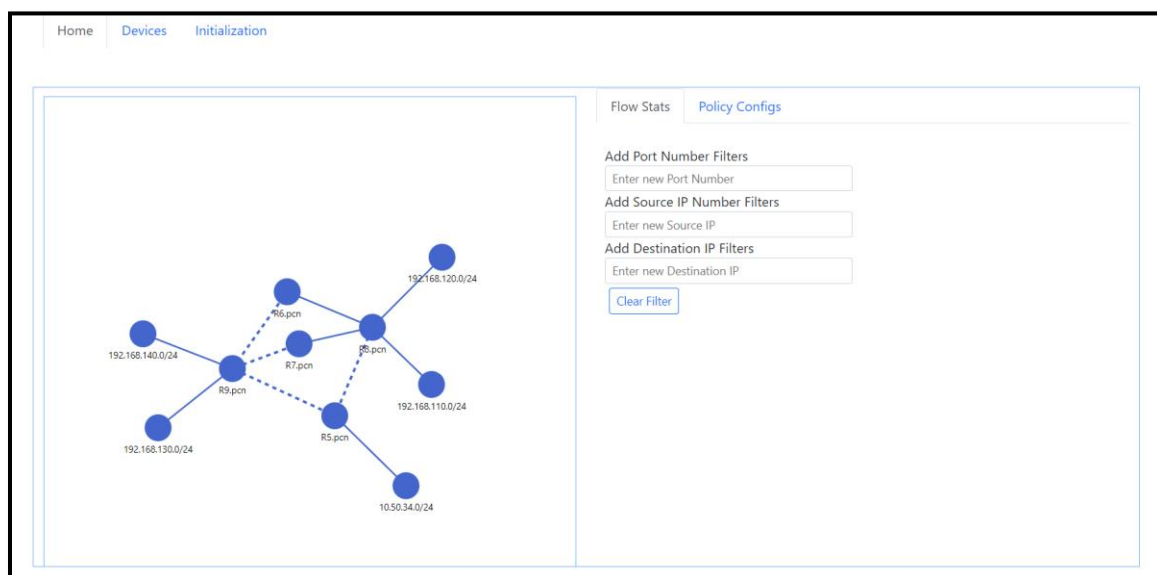 Home Devices Initialization
Flow Stats Policy Configs
Add Port Number Filters
Enter new Port Number
Add Source IP Number Filters
Enter new Source IP
Add Destination IP Filters
Enter new Destination IP
Clear Filter
192.168.120.0/24
R6.pcn
R8.pcn
192.168.140.0/24
R7.pcn
R9.pcn
192.168.110.0/24
R5.pcn
192.168.130.0/24
10.50.34.0/24